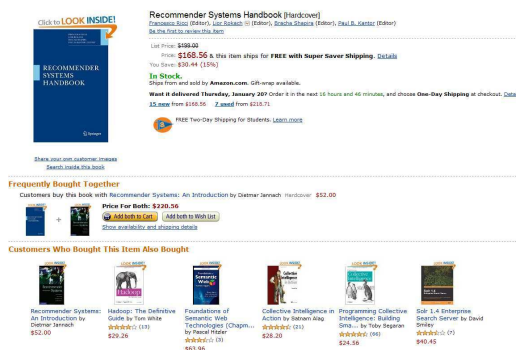 Click to LOOK INSIDE!
RECOMMENDER
SYSTEMS
HANDBOOK
Springer
Share your own customer images
Search inside this book
Recommender Systems Handbook [Hardcover]
Francesco Ricci (Editor), Lior Rokach (Editor), Bracha Shapira (Editor), Paul B. Kantor (Editor)
Be the first to review this item
List Price: $199.00
Price: $168.56 & this item ships for FREE with Super Saver Shipping. Details
You Save: $30.44 (15%)
In Stock.
Ships from and sold by Amazon.com. Gift-wrap available.
Want it delivered Thursday, January 20? Order it in the next 16 hours and 46 minutes, and choose One-Day Shipping at checkout.
15 new from $168.56 7 used from $218.71
FREE Two-Day Shipping for Students. Learn more
Frequently Bought Together
Customers buy this book with Recommender Systems: An Introduction by Dietmar Jannach Hardcover $52.00
+
Price For Both: $220.56
Add both to Cart Add both to Wish List
Show availability and shipping details
Customers Who Bought This Item Also Bought
Recommender Systems:
An Introduction by
Dietmar Jannach
$52.00
Hadoop: The Definitive
Guide by Tom White
(13)
$29.26
Foundations of
Semantic Web
Technologies (Chapm...
by Pascal Hitzler
(3)
$63.96
Collective Intelligence in
Action by Satnam Alag
(21)
$28.20
Programming Collective
Intelligence: Building
Sma... by Toby Segaran
$24.56
Solr 1.4 Enterprise
Search Server by David
Smiley
(7)
$40.45